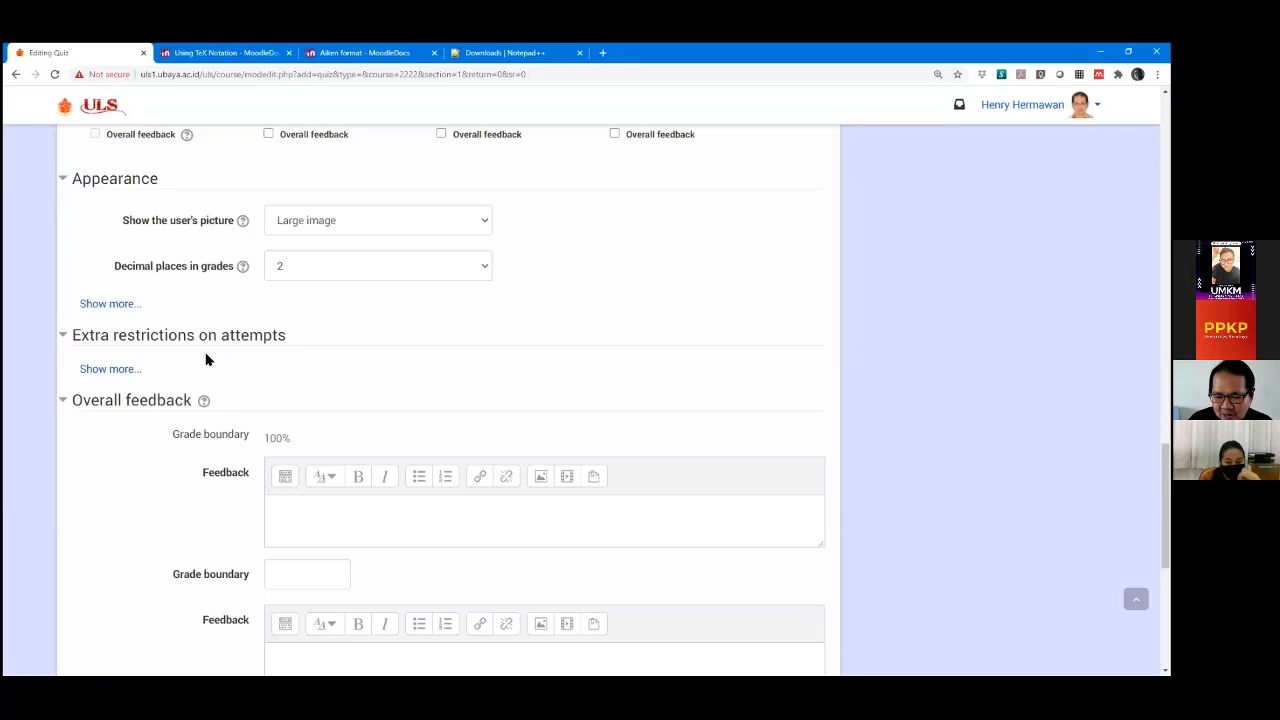 Editing Quiz
Using TeX Notation - MoodleDo
Aiken format - MoodleDocs
Downloads | Notepad++
Not secure
uls1.ubaya.ac.id/uls/course/modedit.php?add=quiz&type=&course=2222&section=1&return=0&sr=0
ULS
Henry Hermawan
Overall feedback
Overall feedback
Overall feedback
Overall feedback
Appearance
Show the user's picture
Large image
Decimal places in grades
2
Show more...
Extra restrictions on attempts
Show more...
Overall feedback
Grade boundary
100%
Feedback
B
I
Grade boundary
Feedback
B
I
UMKM
PPKP